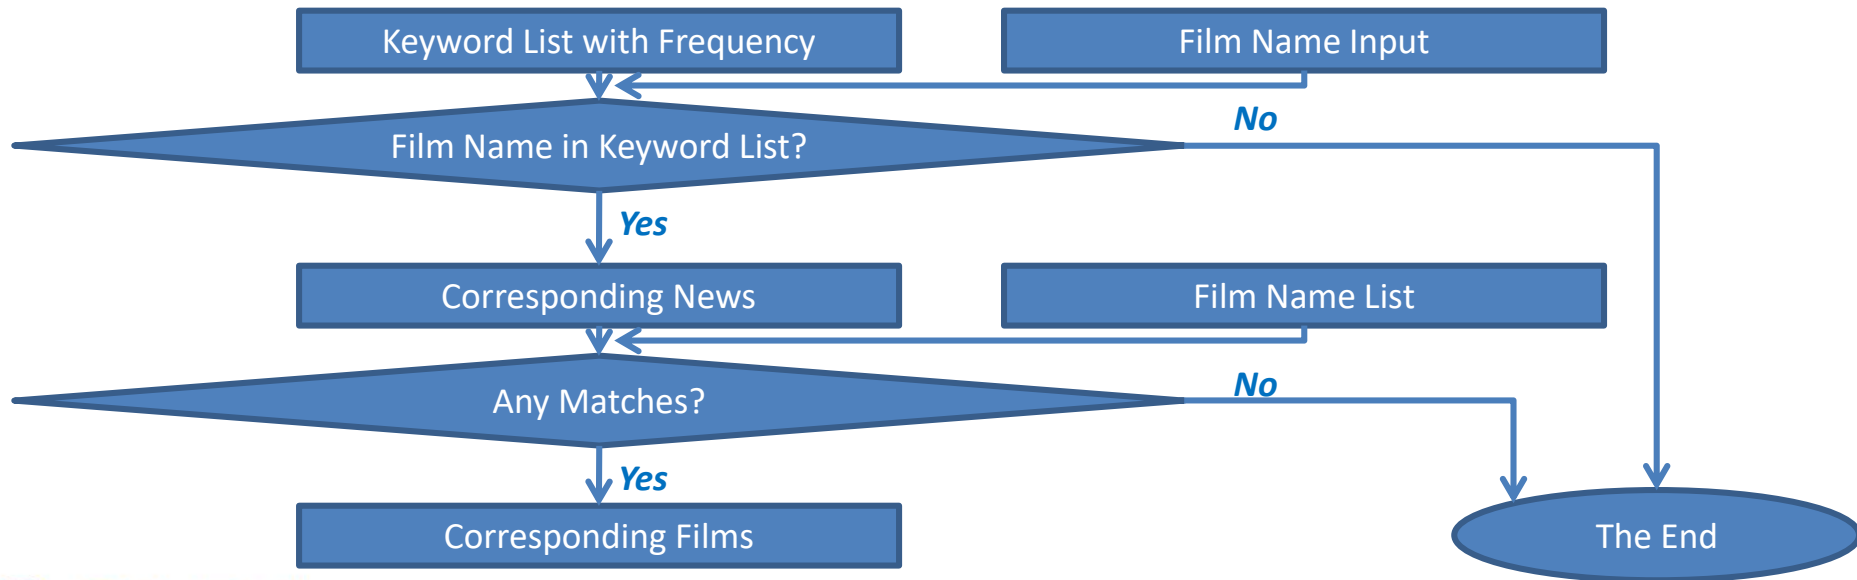 Keyword List with Frequency
Film Name Input
Film Name in Keyword List?
No
Yes
Corresponding News
Film Name List
Any Matches?
No
Yes
Corresponding Films
The End